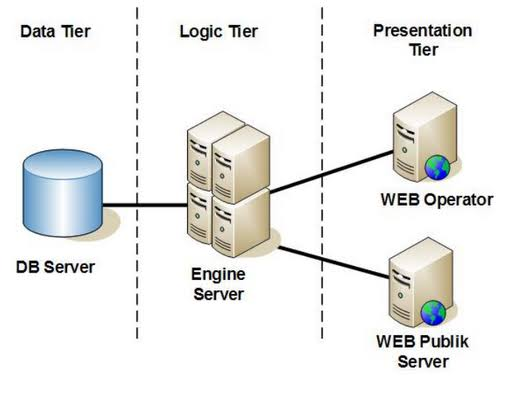 Data Tier
Logic Tier
Presentation
Tier
DB Server
Engine
Server
WEB Operator
WEB Publik
Server